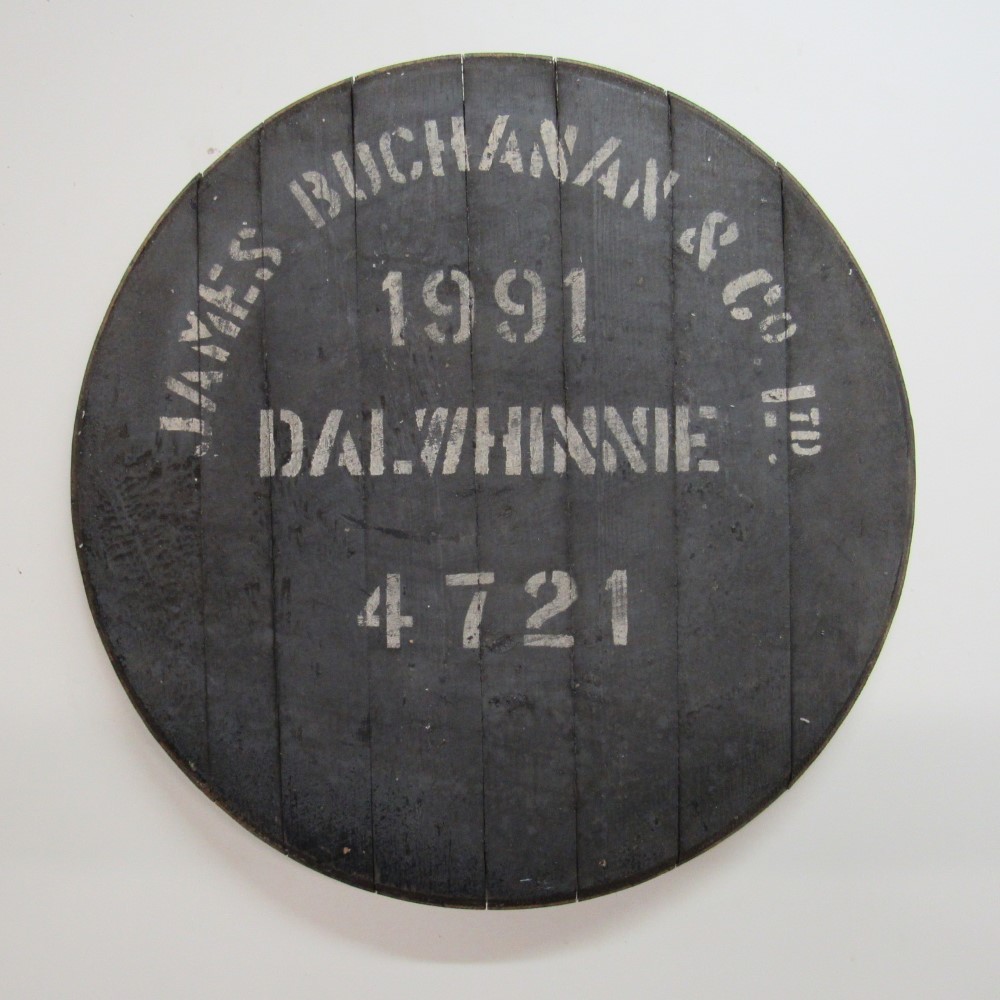 JAMES BUCHANAN & CO. LTD.
1991
DALWHINNIE
4721